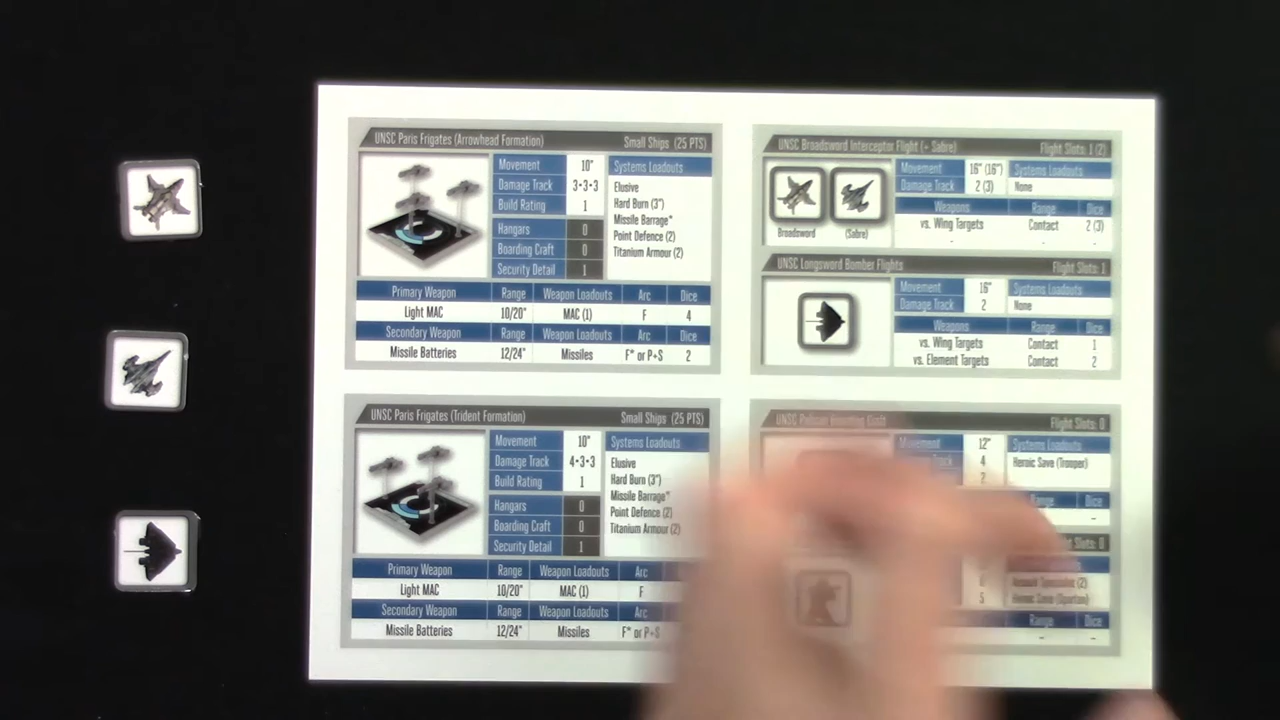 UNSC Paris Frigates (Arrowhead Formation) Small Ships (25 PTS)
Movement 10" Systems Loadouts
Damage Track 3•3•3 Elusive
Build Rating 1 Hard Burn (3")
Missile Barrage*
Hangars 0 Point Defence (2)
Boarding Craft 0 Titanium Armour (2)
Security Detail 1
Primary Weapon Range Weapon Loadouts Arc Dice
Light MAC 10/20" MAC (1) F 4
Secondary Weapon Range Weapon Loadouts Arc Dice
Missile Batteries 12/24" Missiles F* or P+S 2
UNSC Broadsword Interceptor Flight (+ Sabre) Flight Slots: 1 (2)
Movement 16" (16") Systems Loadouts
Damage Track 2 (3) None
Weapons Range Dice
vs. Wing Targets Contact 2 (3)
- - -
Broadsword (Sabre)
UNSC Longsword Bomber Flights Flight Slots: 1
Movement 16" Systems Loadouts
Damage Track 2 None
Weapons Range Dice
vs. Wing Targets Contact 1
vs. Element Targets Contact 2
UNSC Paris Frigates (Trident Formation) Small Ships (25 PTS)
Movement 10" Systems Loadouts
Damage Track 4•3•3 Elusive
Build Rating 1 Hard Burn (3")
Missile Barrage*
Hangars 0 Point Defence (2)
Boarding Craft 0 Titanium Armour (2)
Security Detail 1
Primary Weapon Range Weapon Loadouts Arc
Light MAC 10/20" MAC (1) F
Secondary Weapon Range Weapon Loadouts Arc
Missile Batteries 12/24" Missiles F* or P+S
UNSC Pelican Boarding Craft Flight Slots: 0
Movement 12" Systems Loadouts
Track 4 Heroic Save (Trooper)
2
Range Dice
- -
Slots: 0
5 Heroic Save (Spartan)
Range Dice
- -